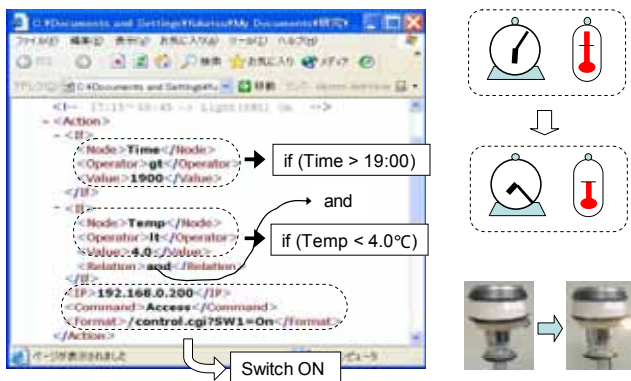 C:¥Documents and Settings¥fukatsu¥My Documents¥研究¥
ファイル(F) 編集(E) 表示(V) お気に入り(A) ツール(T) ヘルプ(H)
検索 お気に入り メディア
C:¥Documents and Settings¥fu 移動
<Action>
- <If>
<Node>Time</Node>
<Operator>gt</Operator>
<Value>1900</Value>
</If>
if (Time > 19:00)
- <If>
<Node>Temp</Node>
<Operator>lt</Operator>
<Value>4.0</Value>
<Relation>and</Relation>
</If>
and
if (Temp < 4.0℃)
<IP>192.168.0.200</IP>
<Command>Access</Command>
<Format>/control.cgi?SW1=On</Format>
</Action>
ページが表示されました
Switch ON